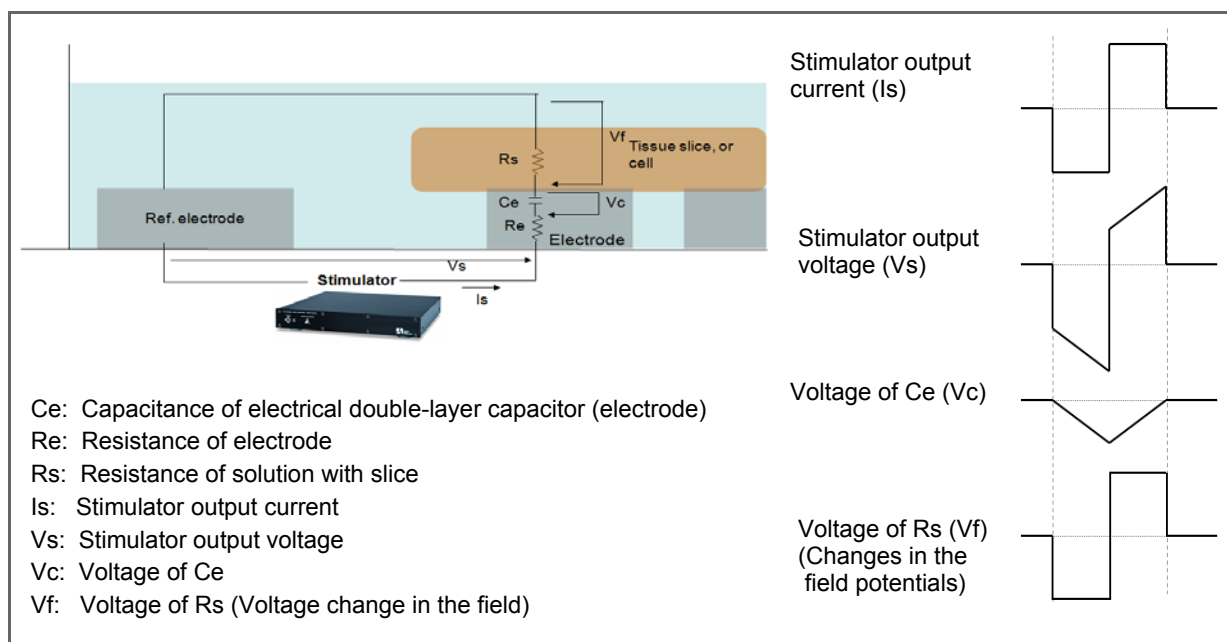 Vf
Tissue slice, or
cell
Rs
Ce
Vc
Re
Ref. electrode
Electrode
Vs
Stimulator
Is
Ce: Capacitance of electrical double-layer capacitor (electrode)
Re: Resistance of electrode
Rs: Resistance of solution with slice
Is: Stimulator output current
Vs: Stimulator output voltage
Vc: Voltage of Ce
Vf: Voltage of Rs (Voltage change in the field)
Stimulator output
current (Is)
Stimulator output
voltage (Vs)
Voltage of Ce (Vc)
Voltage of Rs (Vf)
(Changes in the
field potentials)